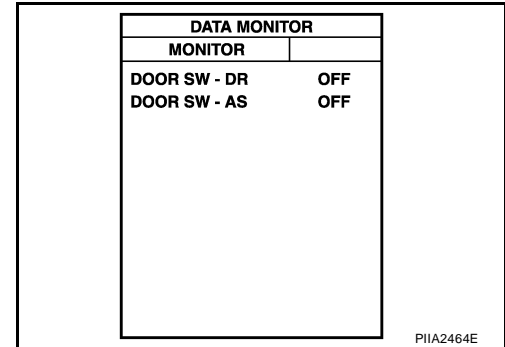 DATA MONITOR
MONITOR
DOOR SW - DR OFF
DOOR SW - AS OFF
PIIA2464E